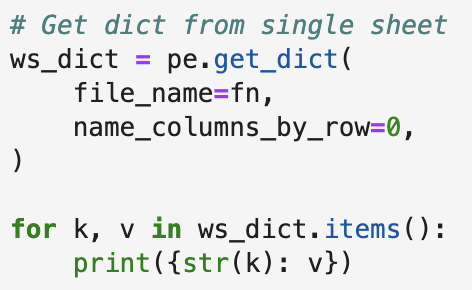 # Get dict from single sheet
ws_dict = pe.get_dict(
    file_name=fn,
    name_columns_by_row=0,
)
for k, v in ws_dict.items():
    print({str(k): v})